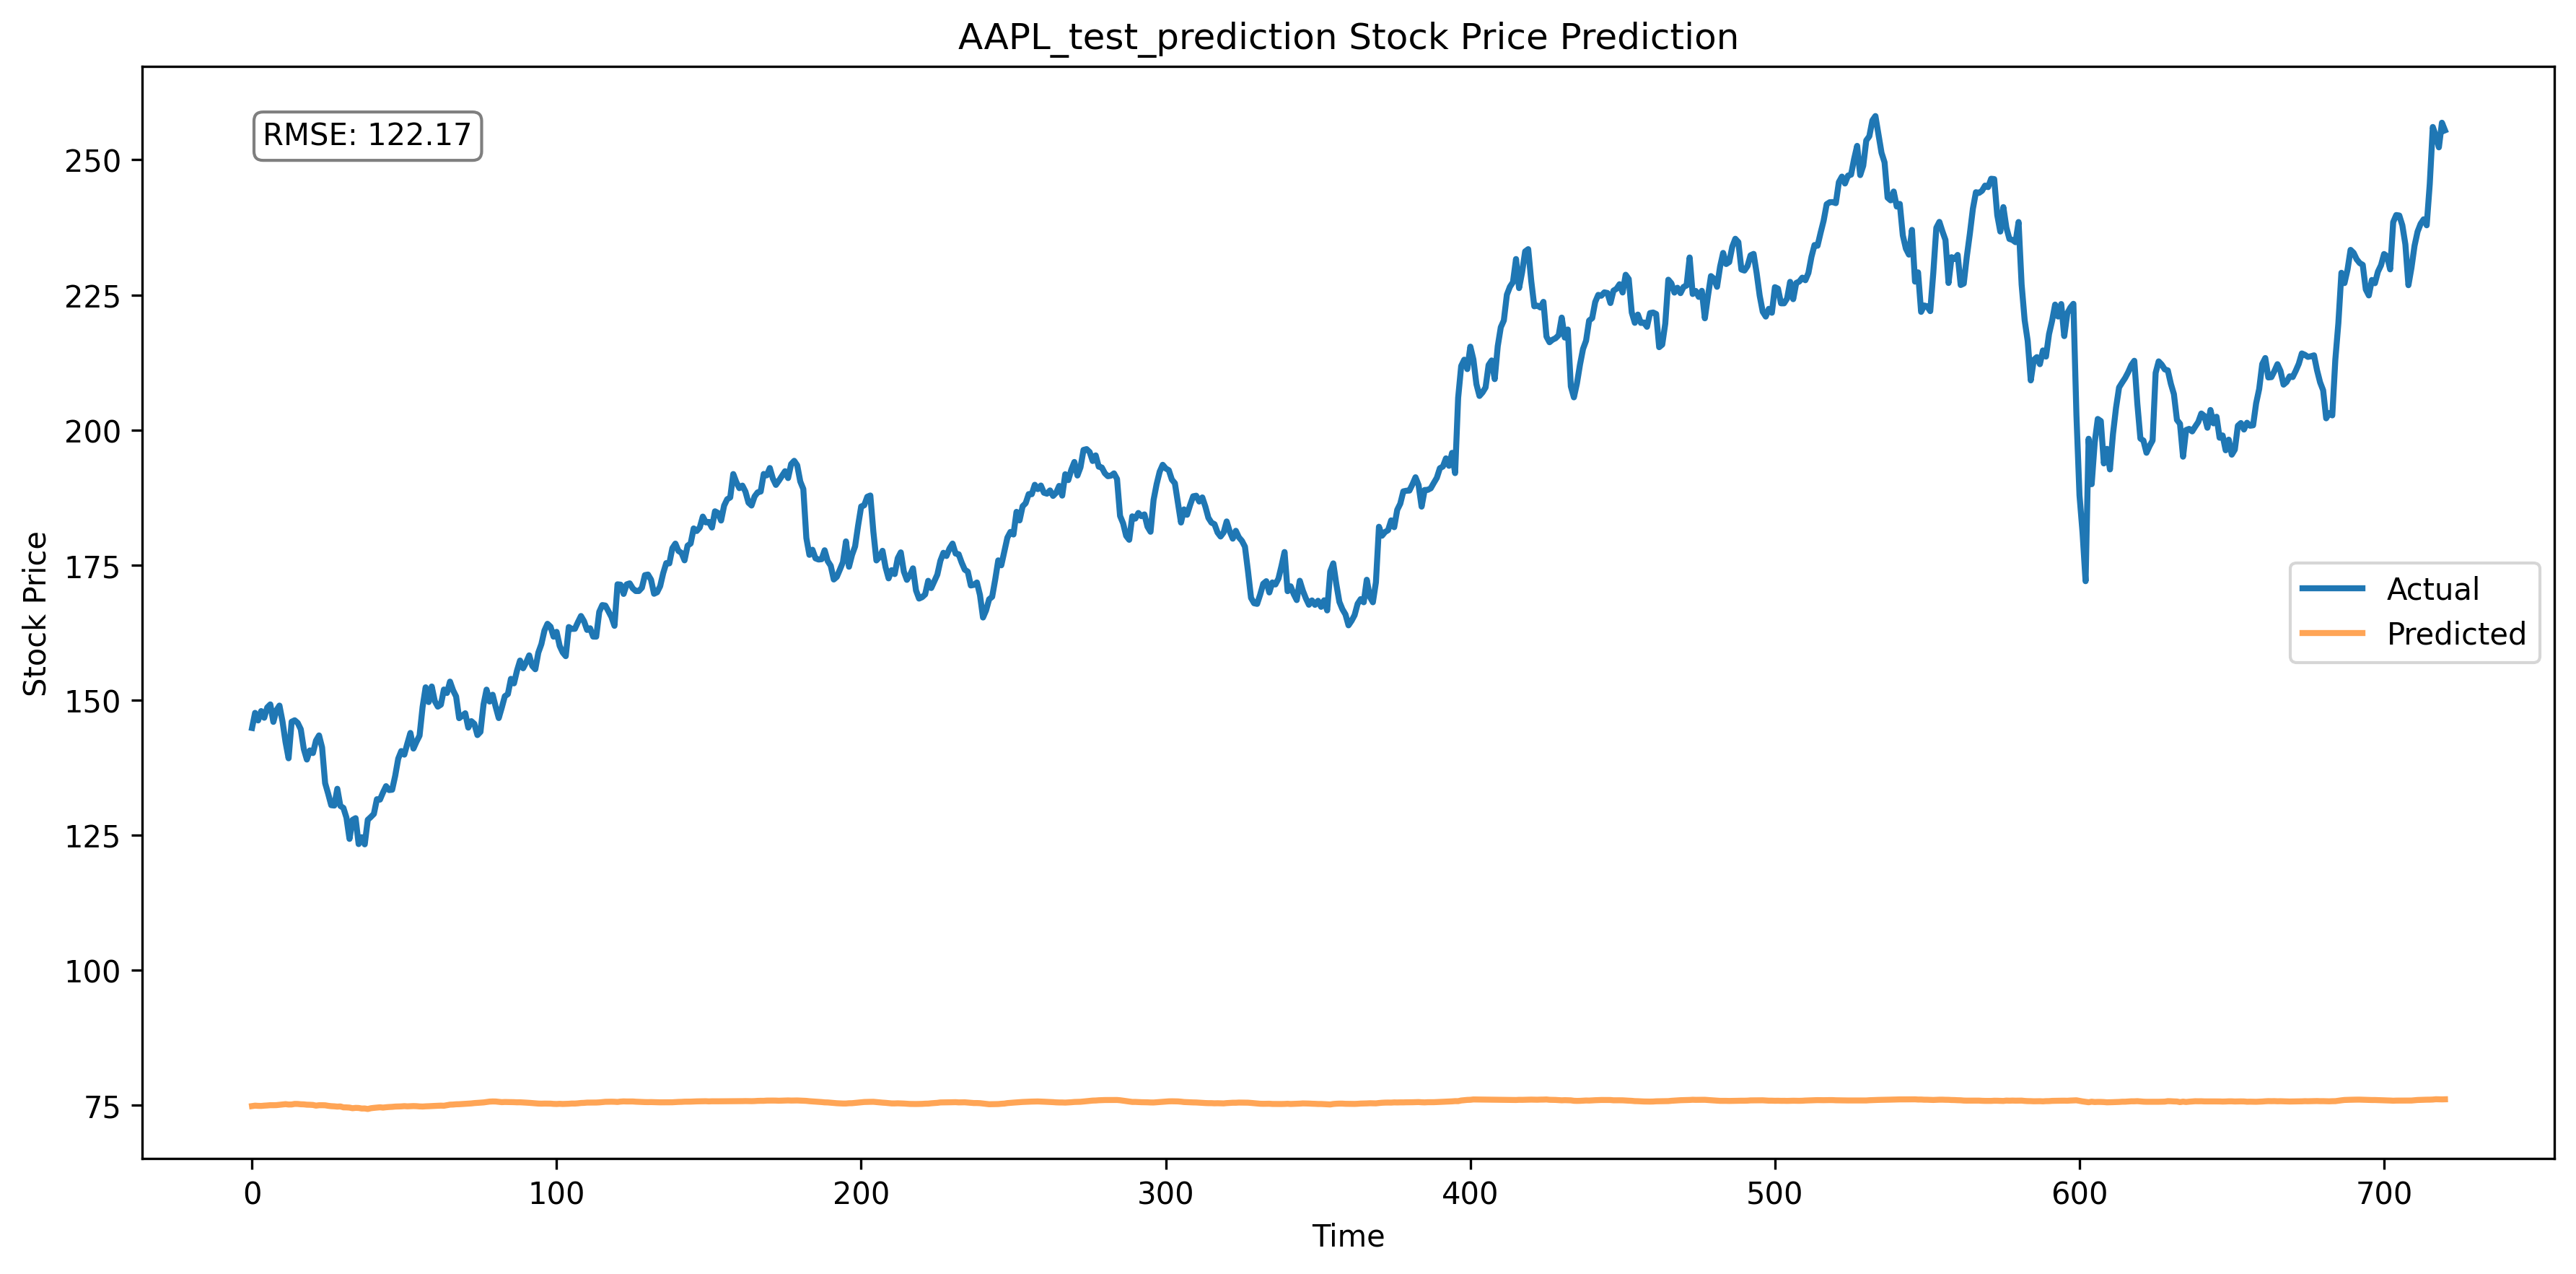 AAPL_test_prediction Stock Price Prediction
RMSE: 122.17
250
225
200
175
150
125
100
75
Stock Price
Actual
Predicted
0 100 200 300 400 500 600 700
Time